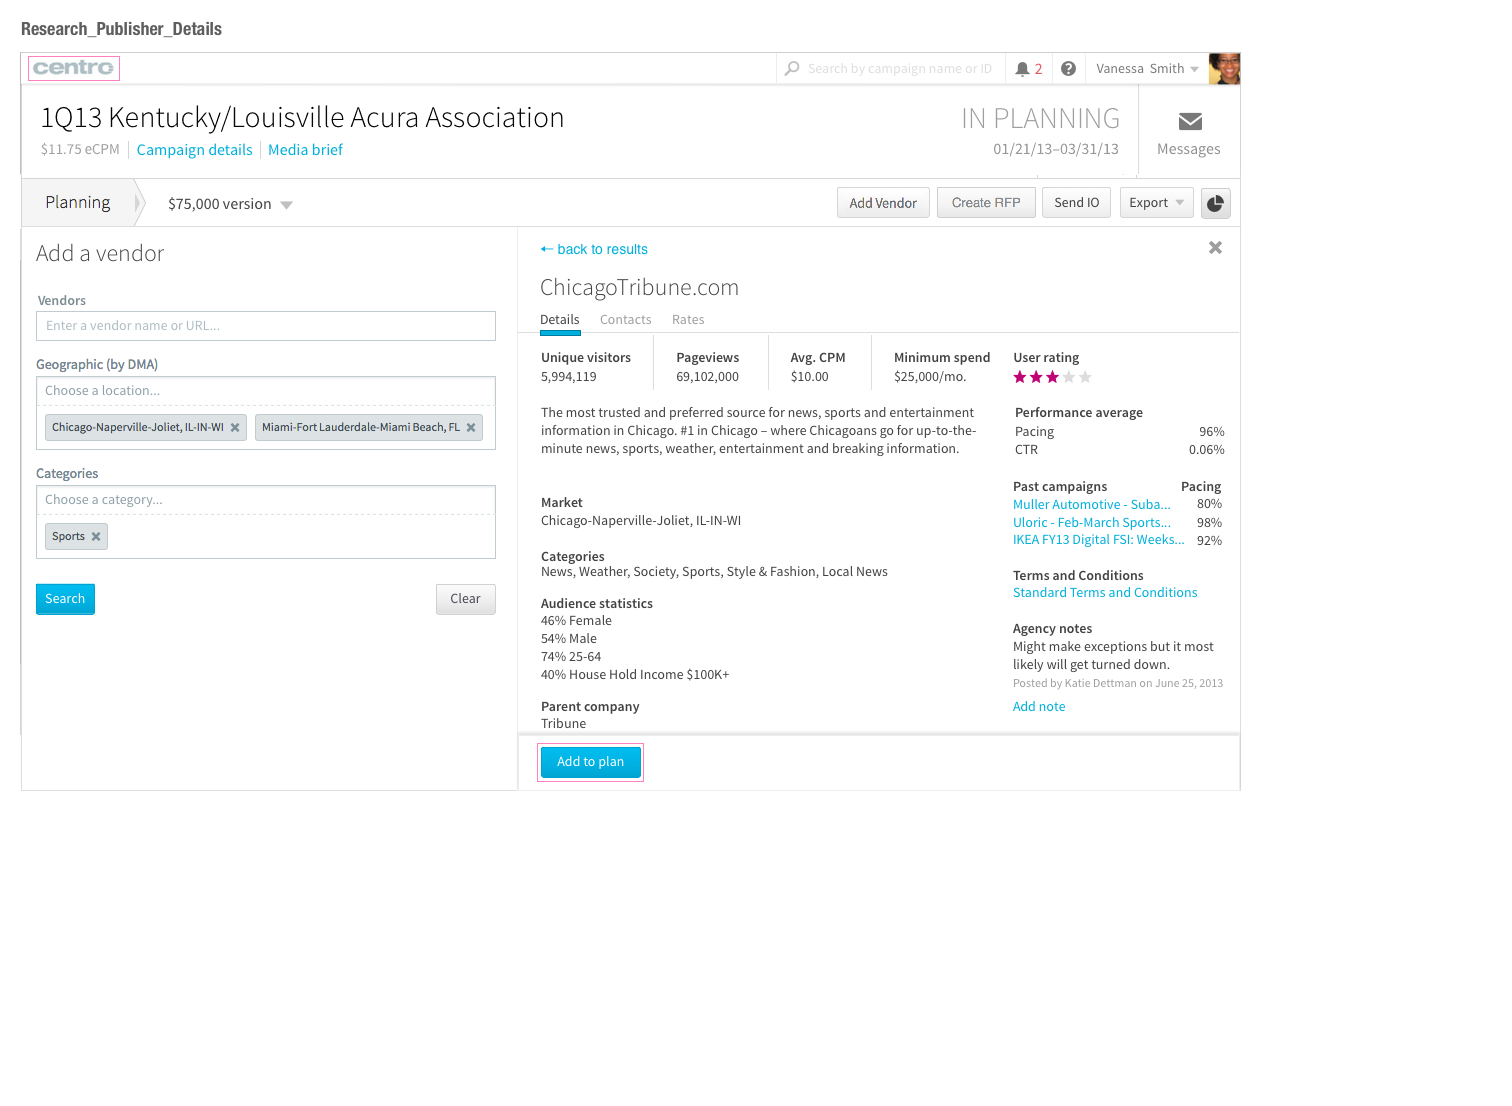 Research_Publisher_Details
centro
Search by campaign name or ID
2
?
Vanessa Smith
1Q13 Kentucky/Louisville Acura Association
IN PLANNING
$11.75 eCPM
Campaign details
Media brief
01/21/13–03/31/13
Messages
Planning
$75,000 version
Add Vendor
Create RFP
Send IO
Export
Add a vendor
Vendors
Enter a vendor name or URL...
Geographic (by DMA)
Choose a location...
Chicago-Naperville-Joliet, IL-IN-WI
Miami-Fort Lauderdale-Miami Beach, FL
Categories
Choose a category...
Sports
Search
Clear
← back to results
ChicagoTribune.com
Details
Contacts
Rates
Unique visitors
5,994,119
Pageviews
69,102,000
Avg. CPM
$10.00
Minimum spend
$25,000/mo.
User rating
The most trusted and preferred source for news, sports and entertainment
information in Chicago. #1 in Chicago – where Chicagoans go for up-to-the-
minute news, sports, weather, entertainment and breaking information.
Market
Chicago-Naperville-Joliet, IL-IN-WI
Categories
News, Weather, Society, Sports, Style & Fashion, Local News
Audience statistics
46% Female
54% Male
74% 25-64
40% House Hold Income $100K+
Parent company
Tribune
Performance average
Pacing 96%
CTR 0.06%
Past campaigns Pacing
Muller Automotive - Suba... 80%
Uloric - Feb-March Sports... 98%
IKEA FY13 Digital FSI: Weeks... 92%
Terms and Conditions
Standard Terms and Conditions
Agency notes
Might make exceptions but it most
likely will get turned down.
Posted by Katie Dettman on June 25, 2013
Add note
Add to plan